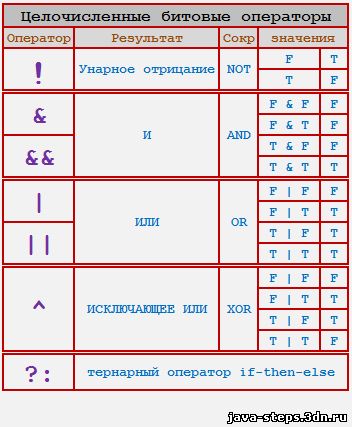 Целочисленные битовые операторы
Оператор Результат Сокр значения
! Унарное отрицание NOT
F T
T F
& && И AND
F & F F
F & T F
T & F F
T & T T
| || ИЛИ OR
F | F F
F | T T
T | F T
T | T T
^ ИСКЛЮЧАЮЩЕЕ ИЛИ XOR
F | F F
F | T T
T | F T
T | T F
?: тернарный оператор if-then-else
java-steps.3dn.ru